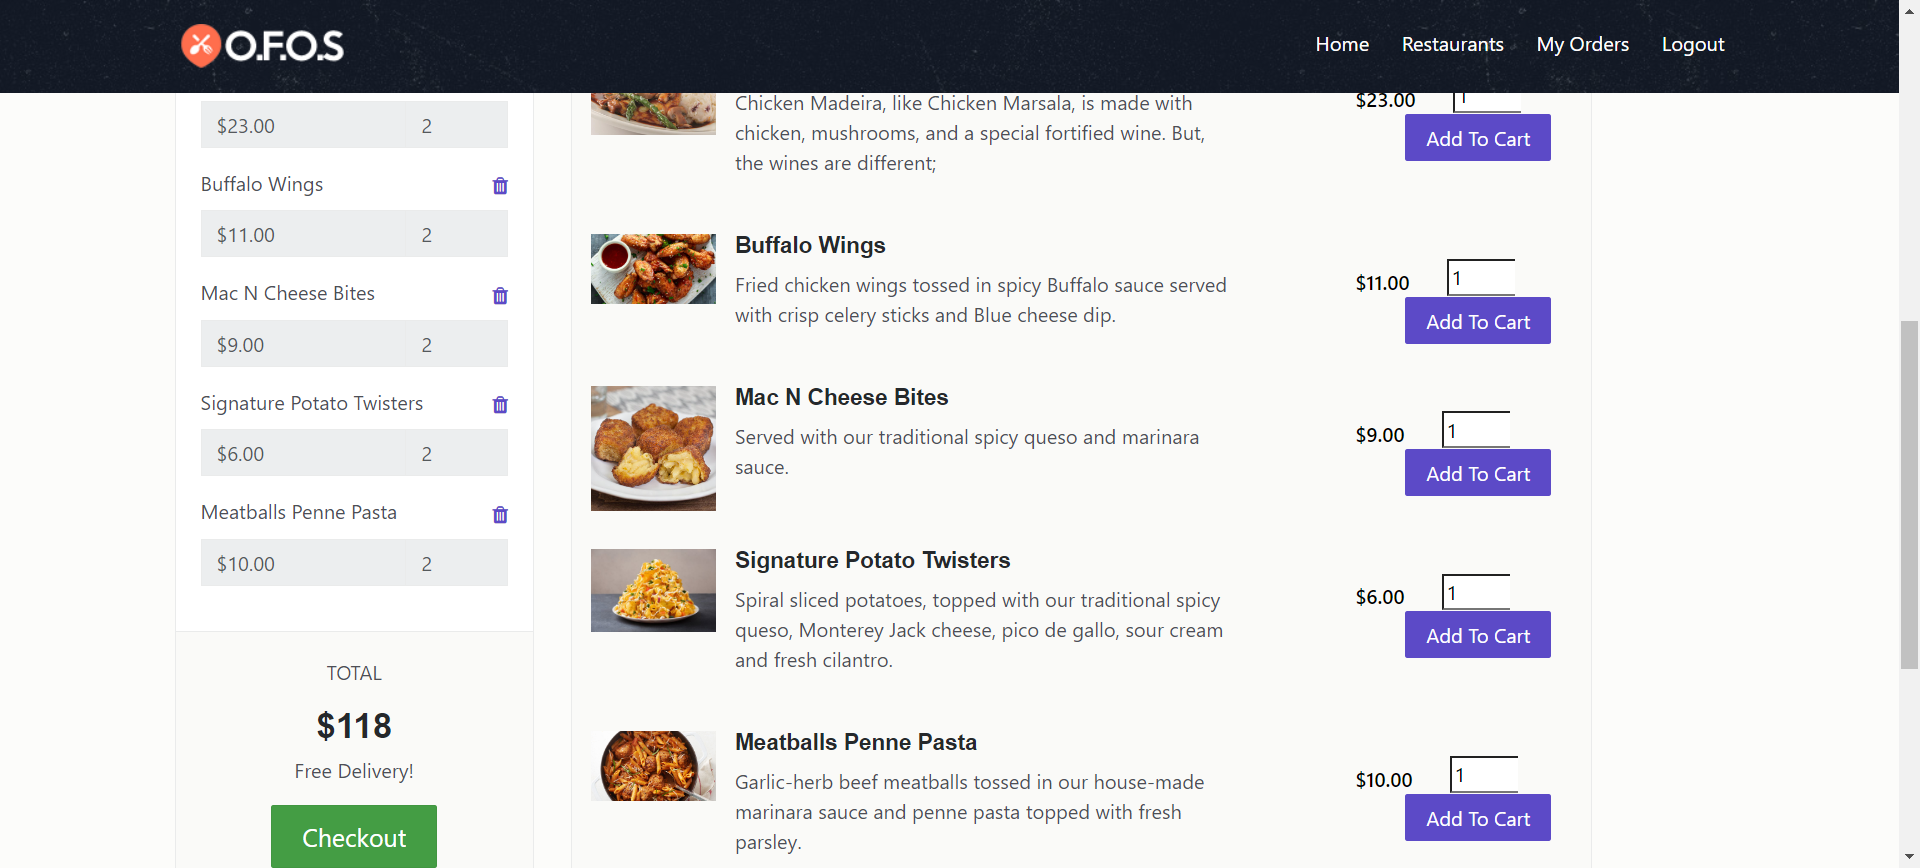 O.F.O.S
Home
Restaurants
My Orders
Logout
$23.00 2
Buffalo Wings
$11.00 2
Mac N Cheese Bites
$9.00 2
Signature Potato Twisters
$6.00 2
Meatballs Penne Pasta
$10.00 2
TOTAL
$118
Free Delivery!
Checkout
Chicken Madeira, like Chicken Marsala, is made with
chicken, mushrooms, and a special fortified wine. But,
the wines are different;
$23.00 1
Add To Cart
Buffalo Wings
Fried chicken wings tossed in spicy Buffalo sauce served
with crisp celery sticks and Blue cheese dip.
$11.00 1
Add To Cart
Mac N Cheese Bites
Served with our traditional spicy queso and marinara
sauce.
$9.00 1
Add To Cart
Signature Potato Twisters
Spiral sliced potatoes, topped with our traditional spicy
queso, Monterey Jack cheese, pico de gallo, sour cream
and fresh cilantro.
$6.00 1
Add To Cart
Meatballs Penne Pasta
Garlic-herb beef meatballs tossed in our house-made
marinara sauce and penne pasta topped with fresh
parsley.
$10.00 1
Add To Cart